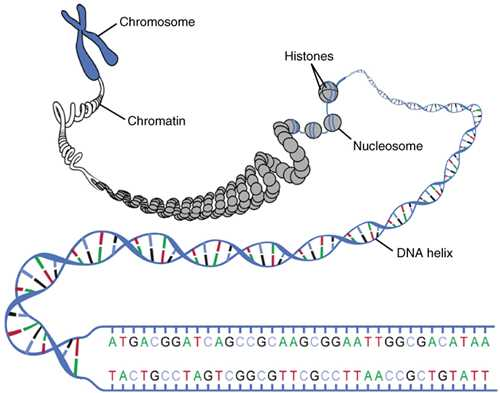 Chromosome
Histones
Chromatin
Nucleosome
DNA helix
ATGACGGATCAGCCGCAAGCGGAATTGGCGACATAA
TACTGCCTAGTCGGCGTTCGCCTTAACCGCTGTATT